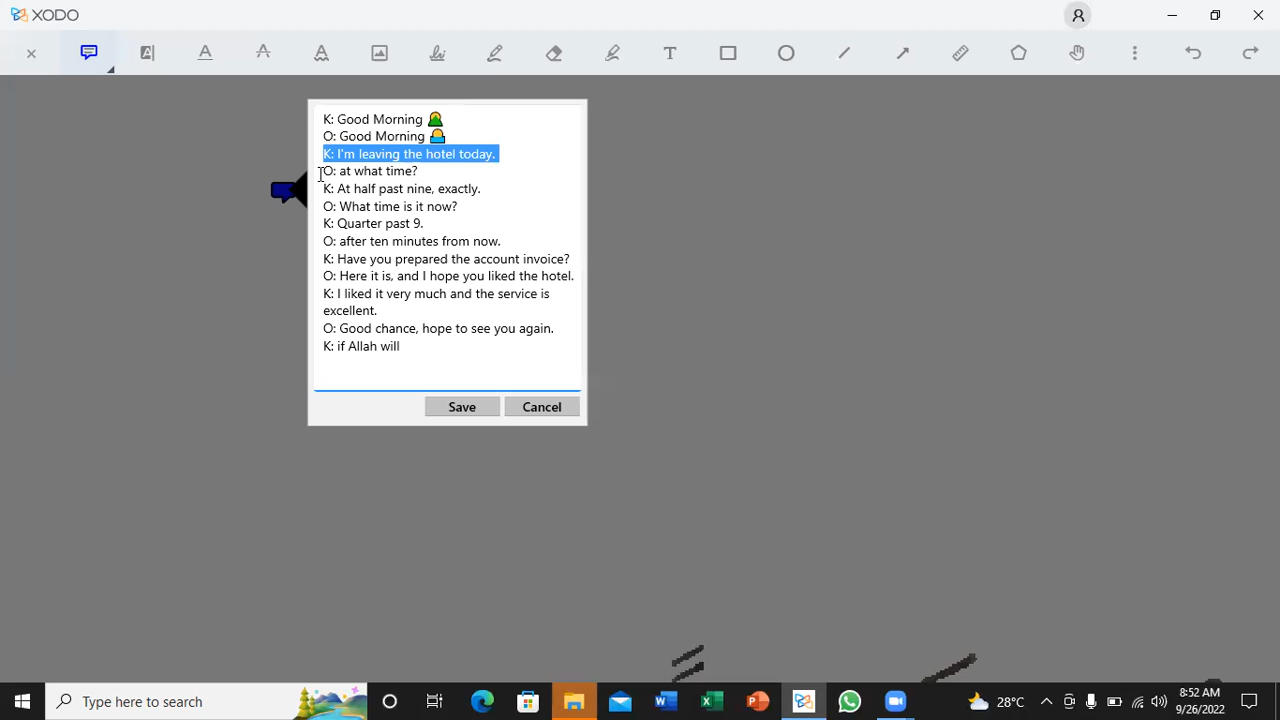 XODO
K: Good Morning
O: Good Morning
K: I'm leaving the hotel today.
O: at what time?
K: At half past nine, exactly.
O: What time is it now?
K: Quarter past 9.
O: after ten minutes from now.
K: Have you prepared the account invoice?
O: Here it is, and I hope you liked the hotel.
K: I liked it very much and the service is
excellent.
O: Good chance, hope to see you again.
K: if Allah will
Save Cancel
Type here to search
28°C
8:52 AM
9/26/2022